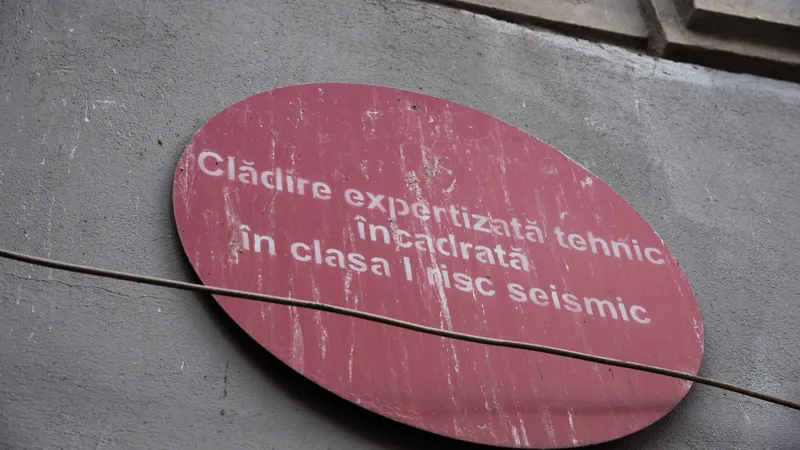 Clădire expertizată tehnic
încadrată
în clasa I risc seismic